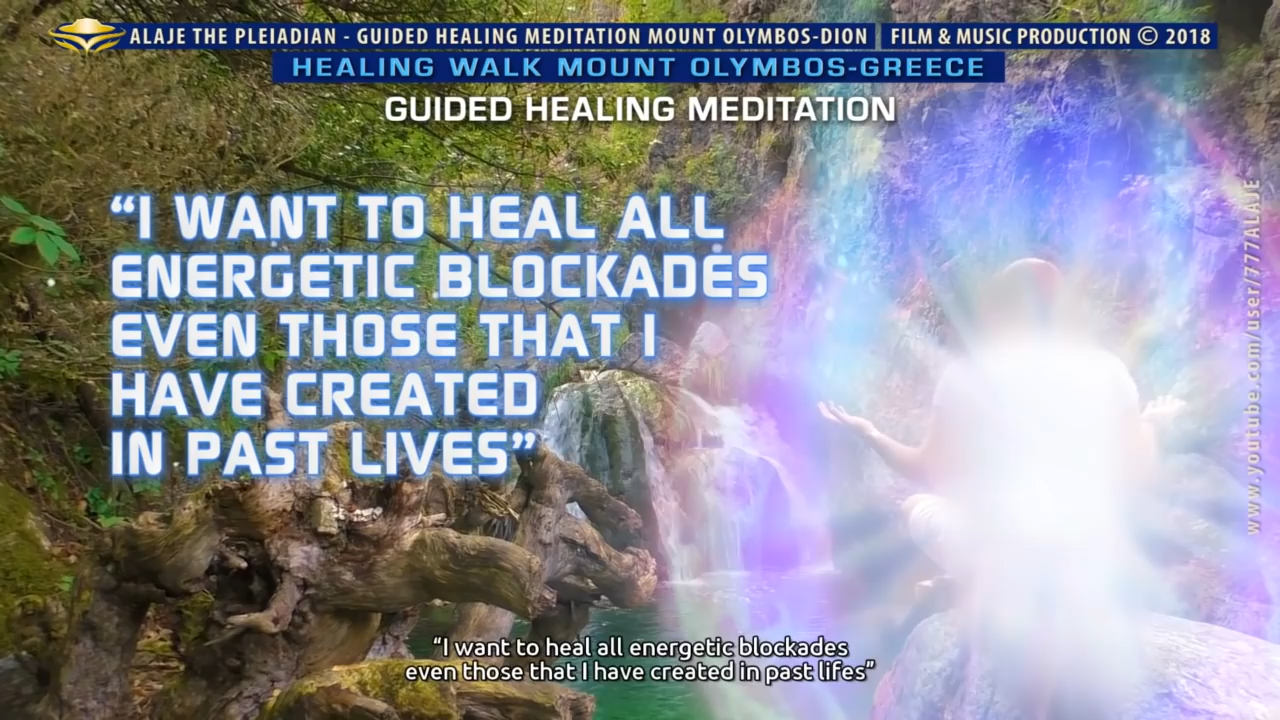 ALAJE THE PLEIADIAN - GUIDED HEALING MEDITATION MOUNT OLYMBOS-DION FILM & MUSIC PRODUCTION © 2018
HEALING WALK MOUNT OLYMBOS-GREECE
GUIDED HEALING MEDITATION
“I WANT TO HEAL ALL
ENERGETIC BLOCKADES
EVEN THOSE THAT I
HAVE CREATED
IN PAST LIVES”
www.youtube.com/user/777ALAJE
“I want to heal all energetic blockades
even those that I have created in past lifes”